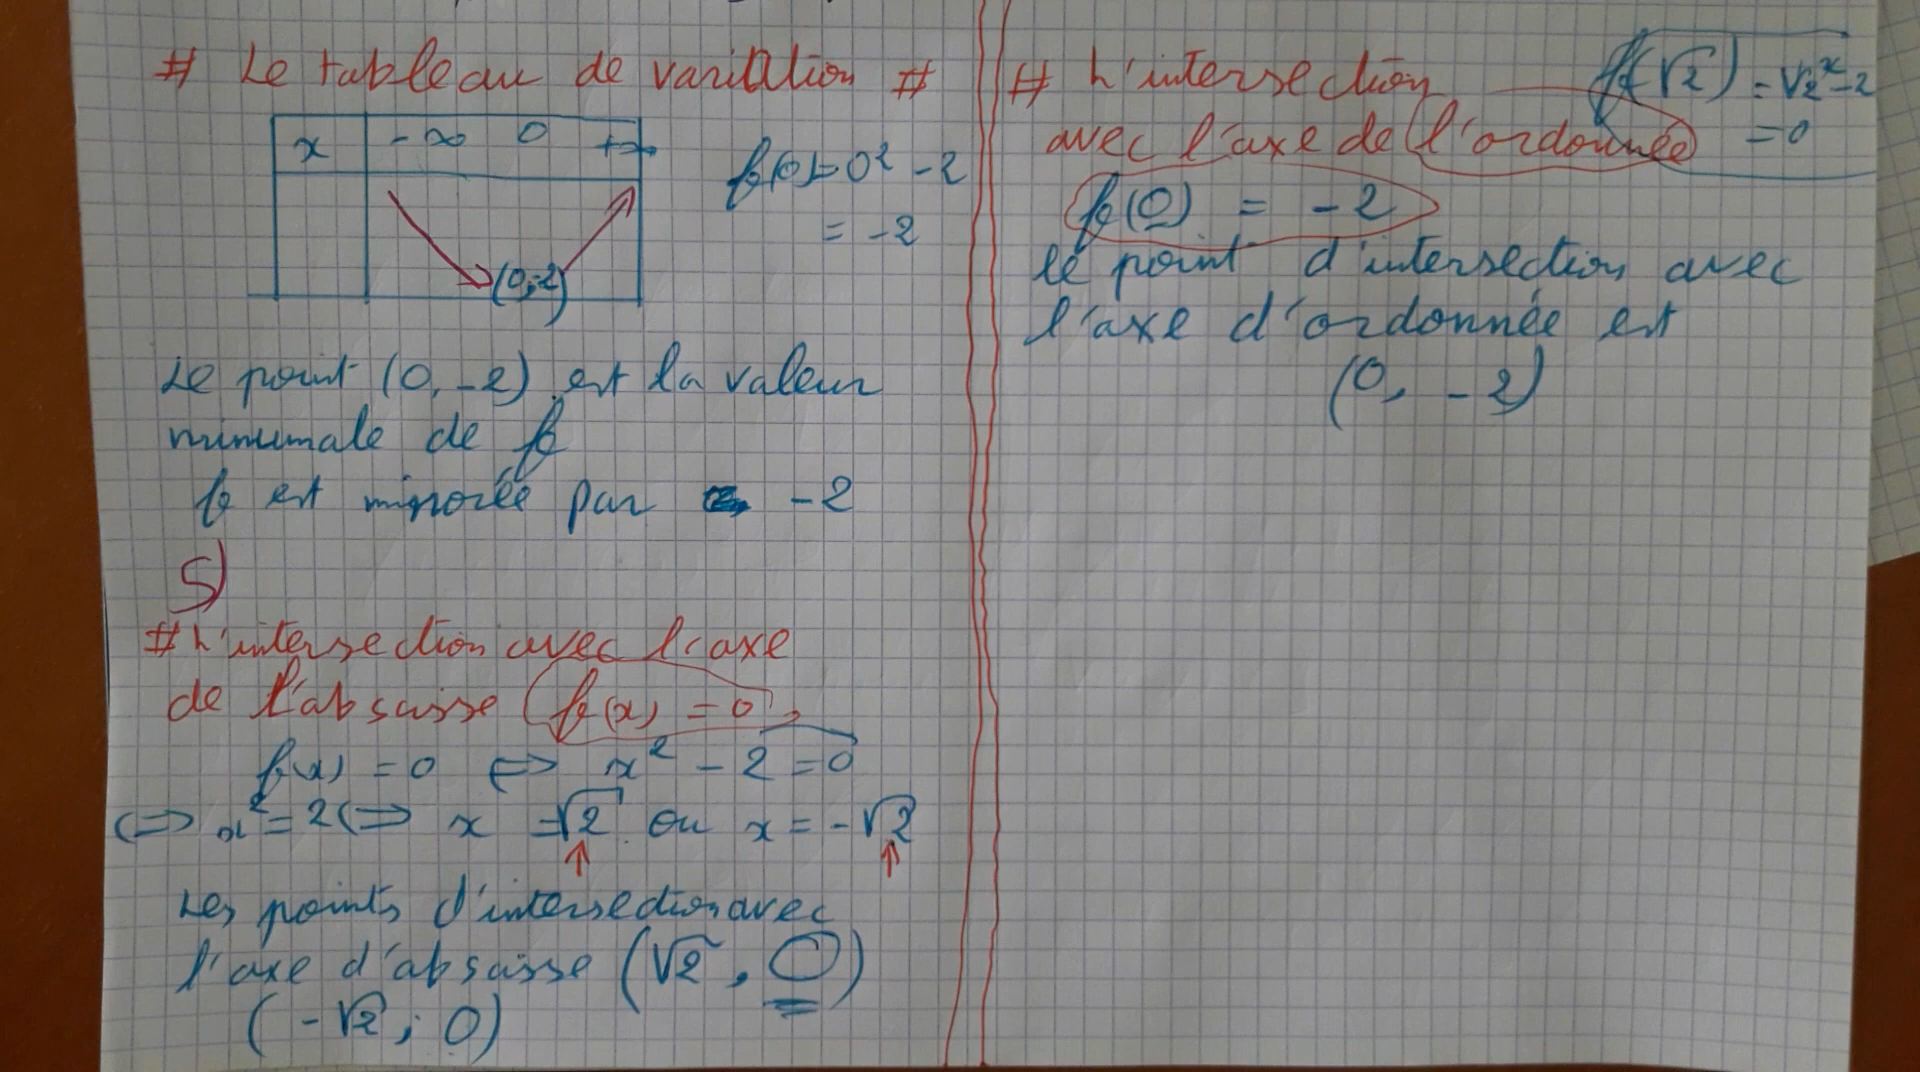 # Le tableau de variation #
x -∞ 0 +∞
(0,-2)
f(0)=0² -2
= -2
Le point (0,-2) est la valeur
minimale de f
f est minorée par -2
5)
# L'intersection avec l'axe
de l'absaisse (f(x) = 0)
f(x) = 0 ⇔ x² - 2 = 0
⇔ x² = 2 ⇔ x = √2 ou x = -√2
Les points d'intersection avec
l'axe d'absaisse (√2, 0)
(-√2; 0)
# L'intersection
avec l'axe de l'ordonnée
f(√2) = √2² - 2
= 0
f(0) = -2
le point d'intersection avec
l'axe d'ordonnée est
(0, -2)